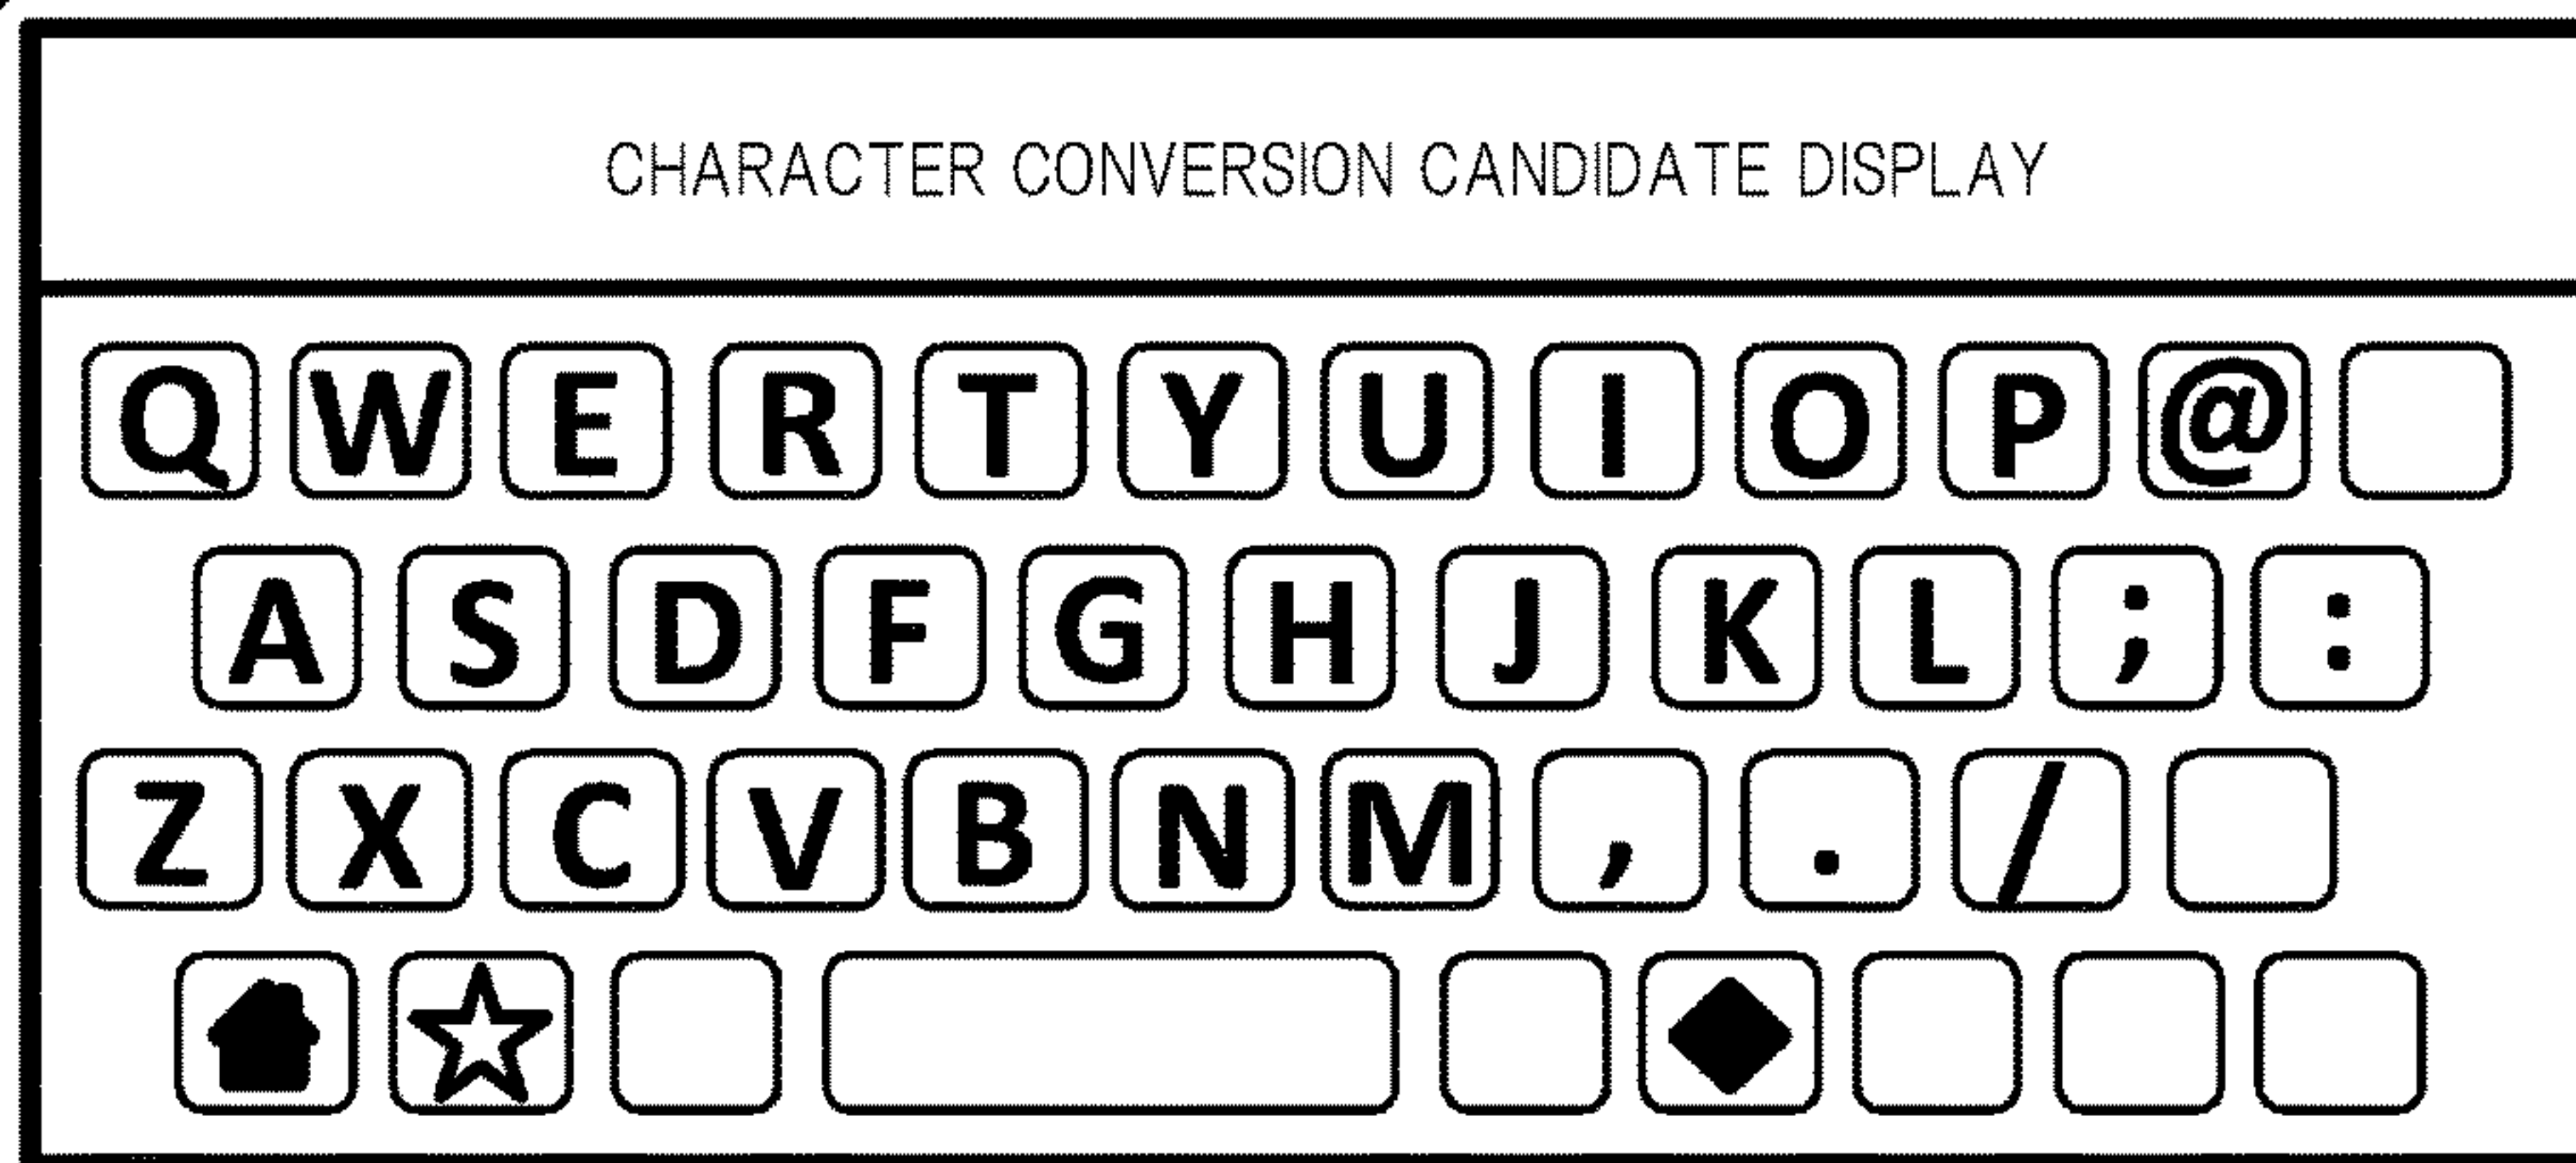 CHARACTER CONVERSION CANDIDATE DISPLAY
Q W E R T Y U I O P @
A S D F G H J K L ; :
Z X C V B N M , . /